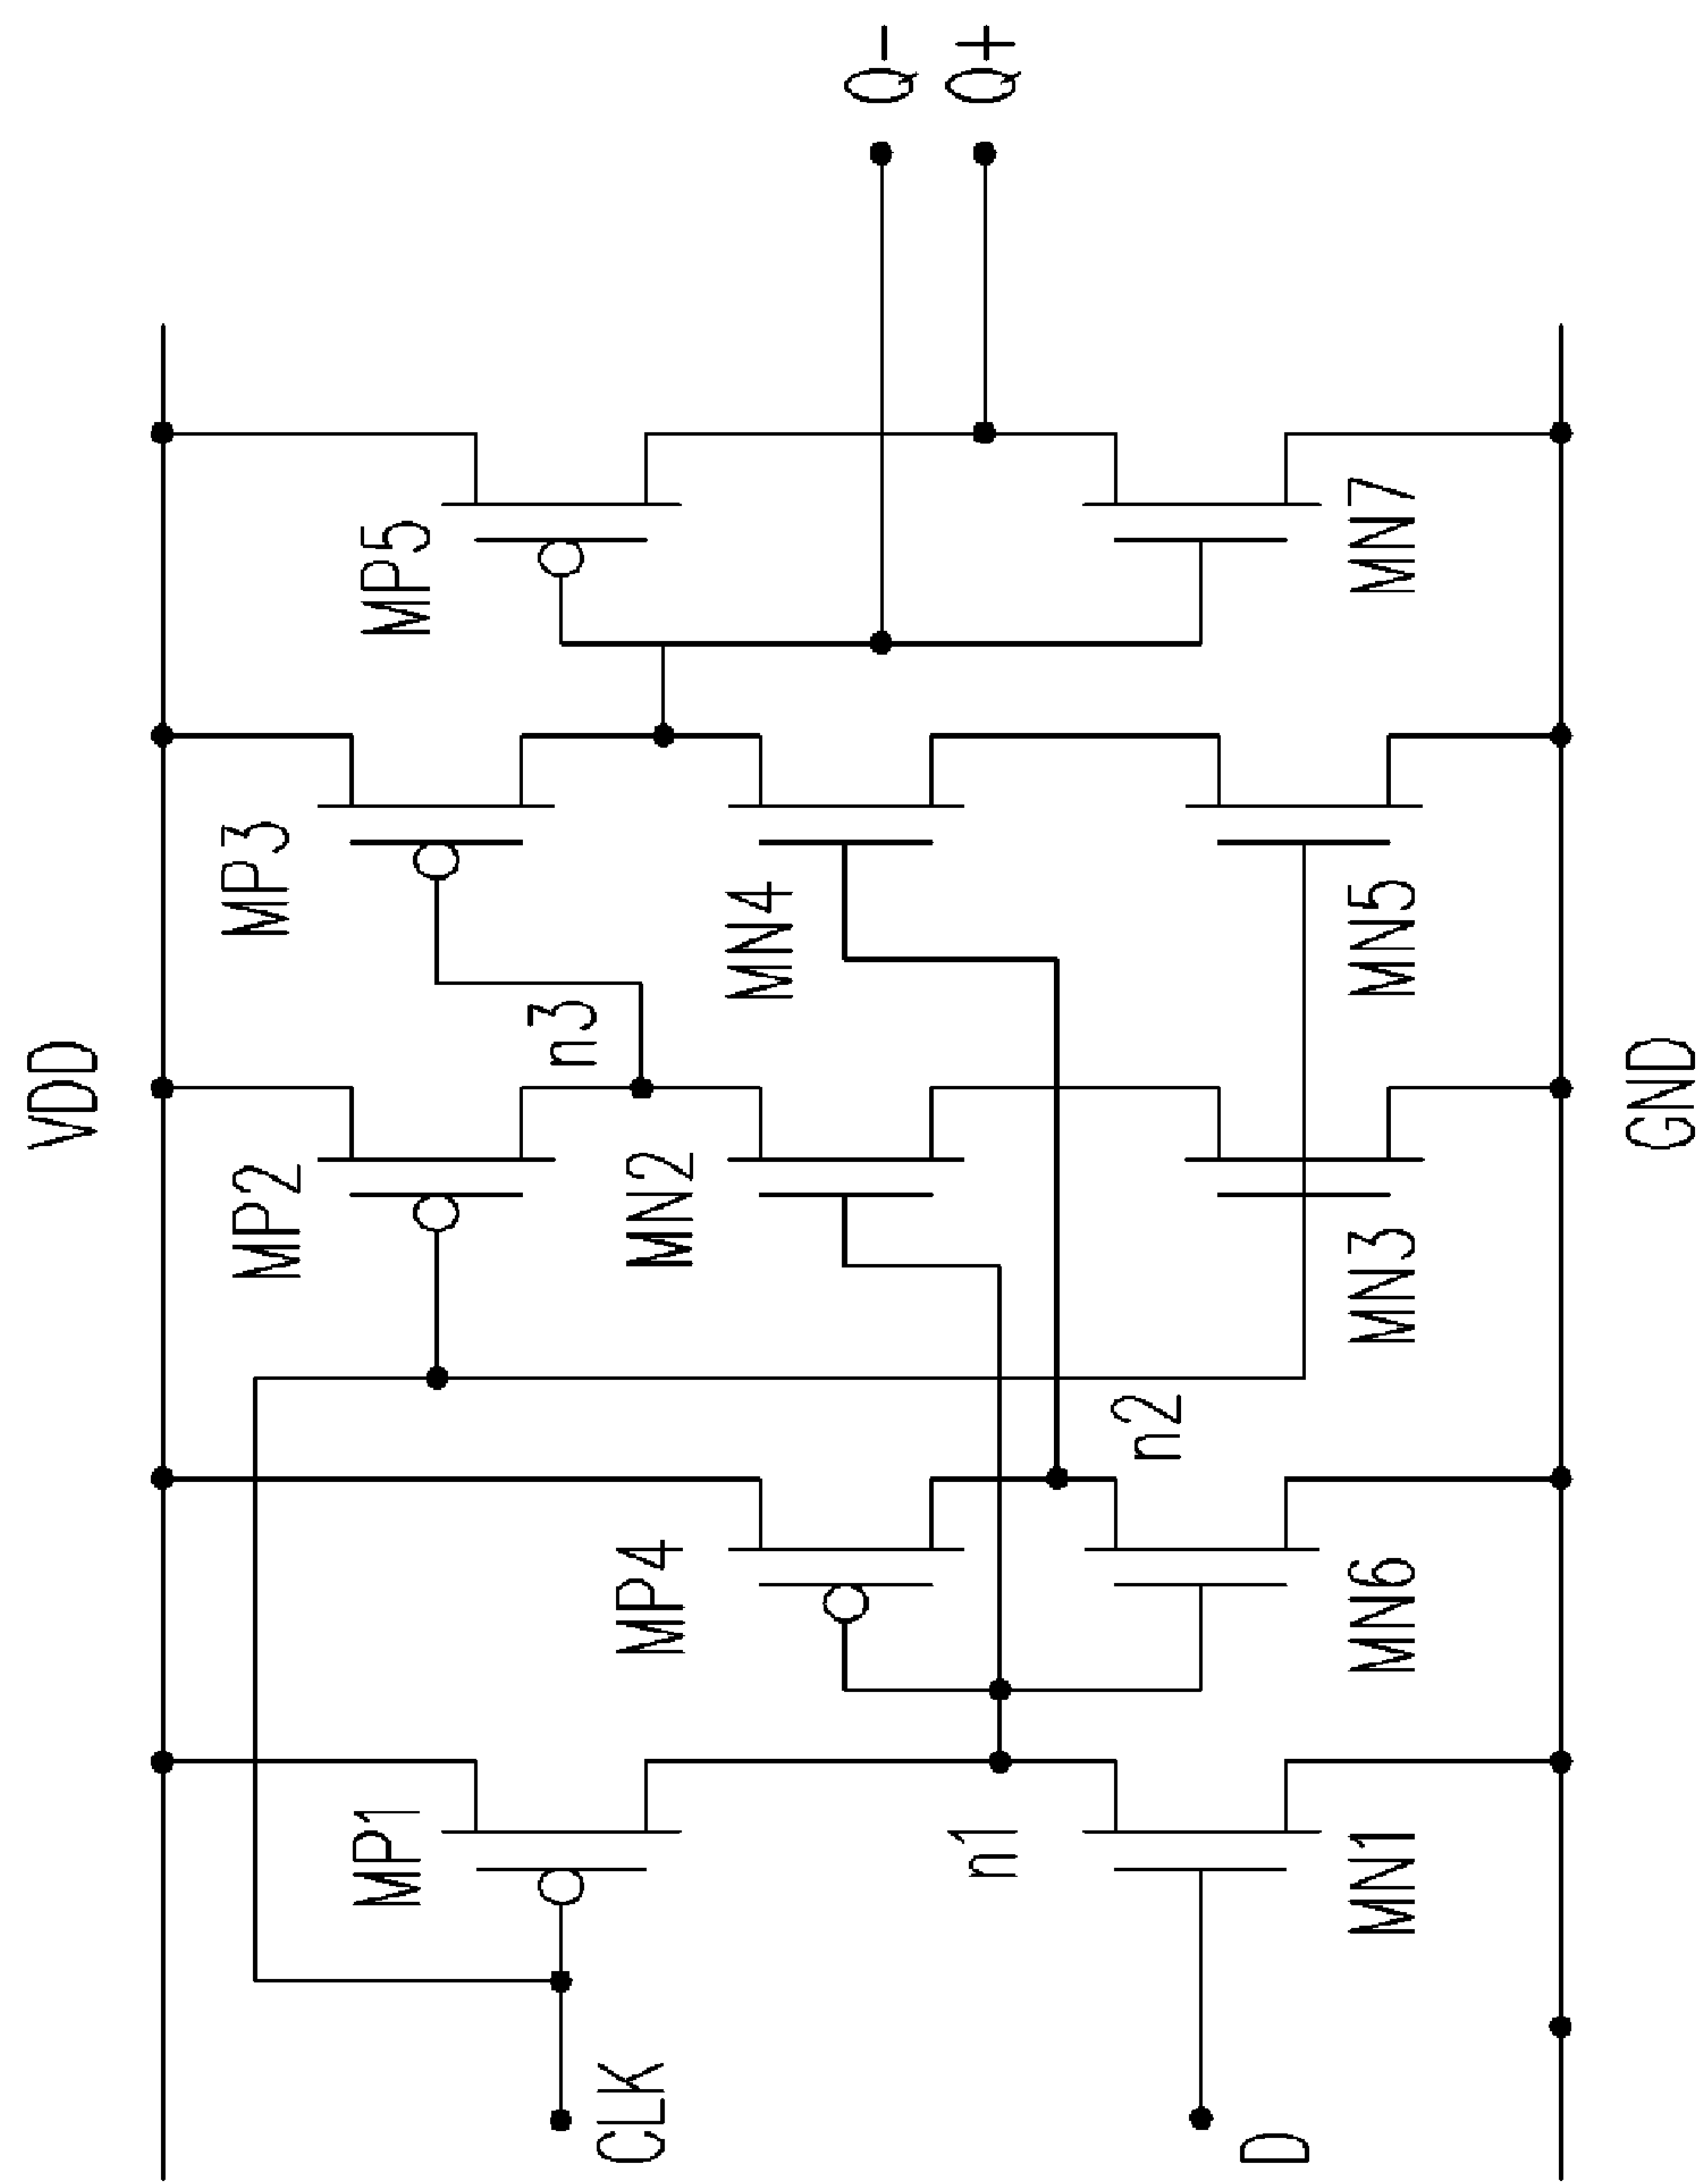 VDD
MP1
MP4
MP2
MP3
MP5
MN2
MN4
n3
Q-
Q+
CLK
n1
n2
D
MN1
MN6
MN3
MN5
MN7
GND